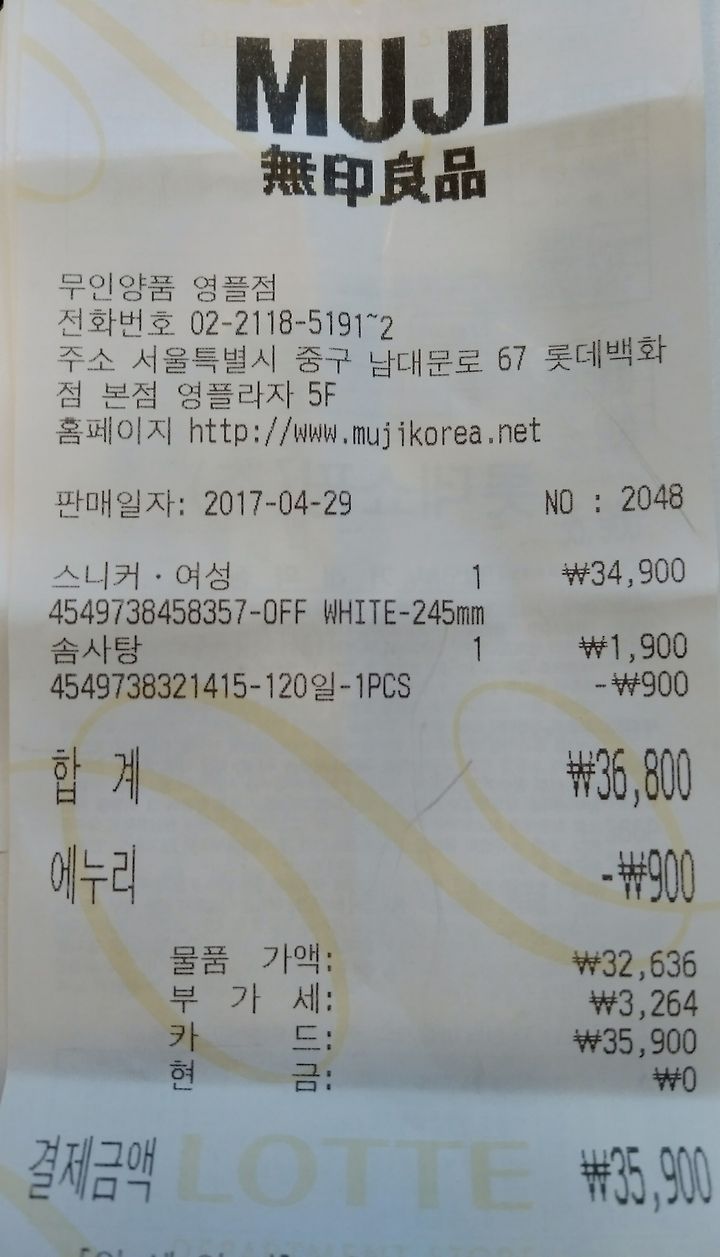 MUJI
無印良品
무인양품 영플점
전화번호 02-2118-5191~2
주소 서울특별시 중구 남대문로 67 롯데백화
점 본점 영플라자 5F
홈페이지 http://www.mujikorea.net
판매일자: 2017-04-29 NO : 2048
스니커·여성 1 ₩34,900
4549738458357-OFF WHITE-245mm
솜사탕 1 ₩1,900
4549738321415-120일-1PCS -₩900
합 계 ₩36,800
에누리 -₩900
물품 가액: ₩32,636
부 가 세: ₩3,264
카 드: ₩35,900
현 금: ₩0
결제금액 ₩35,900
LOTTE